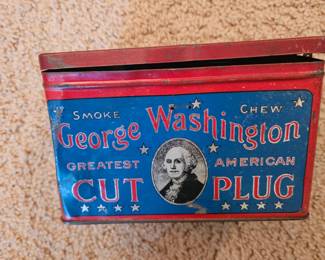 SMOKE CHEW
George Washington
GREATEST AMERICAN
CUT PLUG